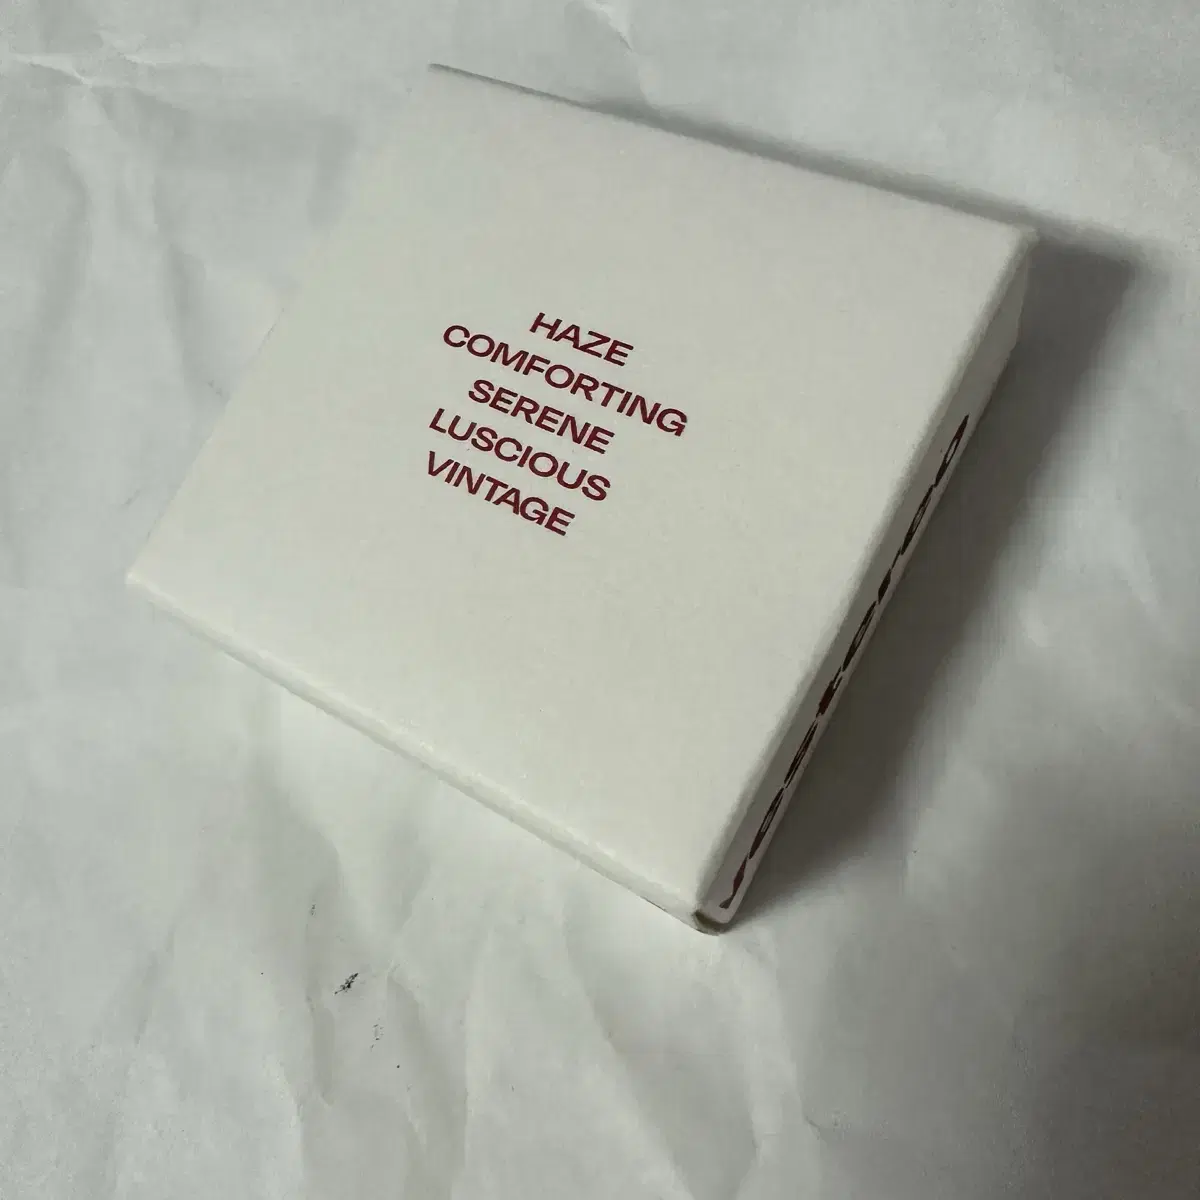 HAZE
COMFORTING
SERENE
LUSCIOUS
VINTAGE